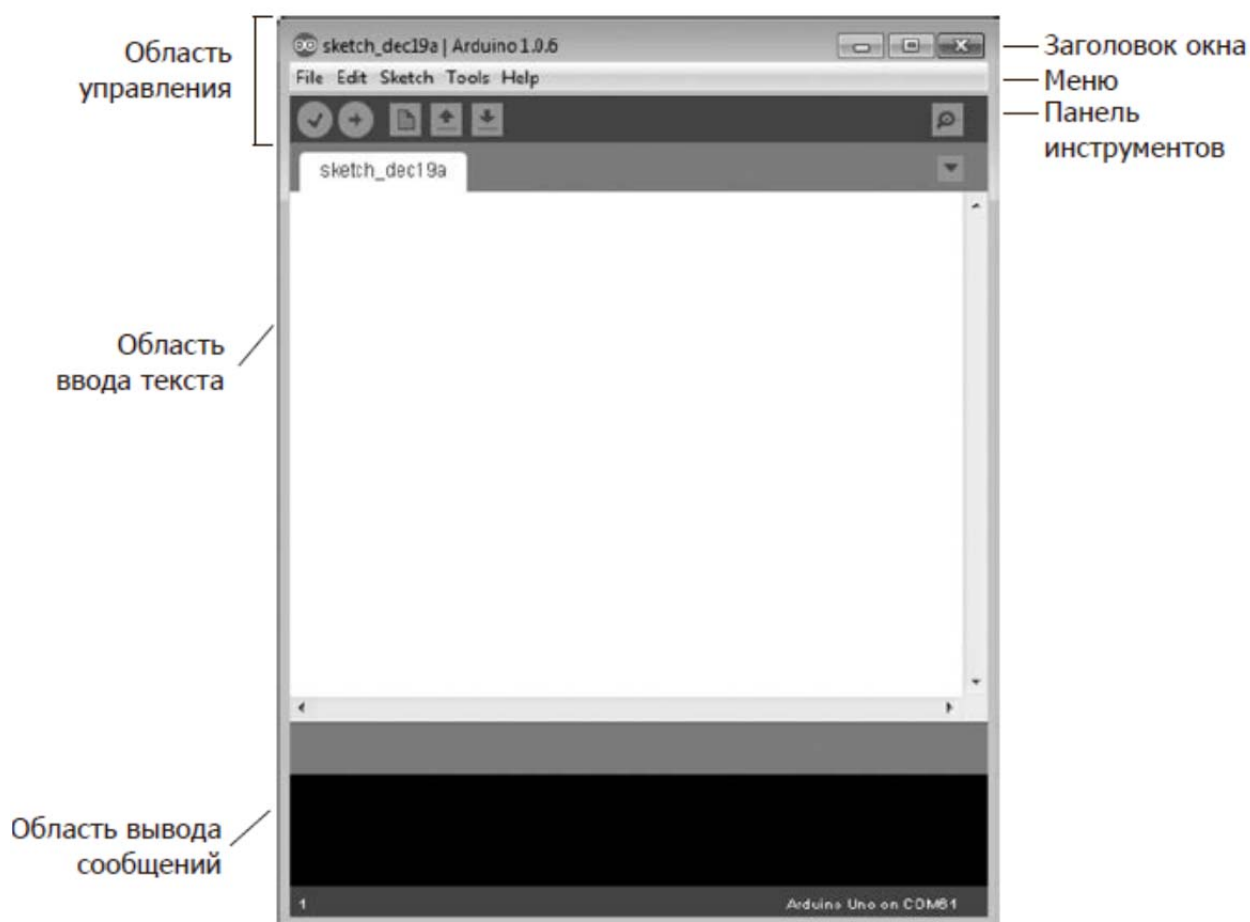 Область
управления
sketch_dec19a | Arduino 1.0.6
Заголовок окна
File Edit Sketch Tools Help
Меню
Панель
инструментов
sketch_dec19a
Область
ввода текста
Область вывода
сообщений
1
Arduino Uno on COM61